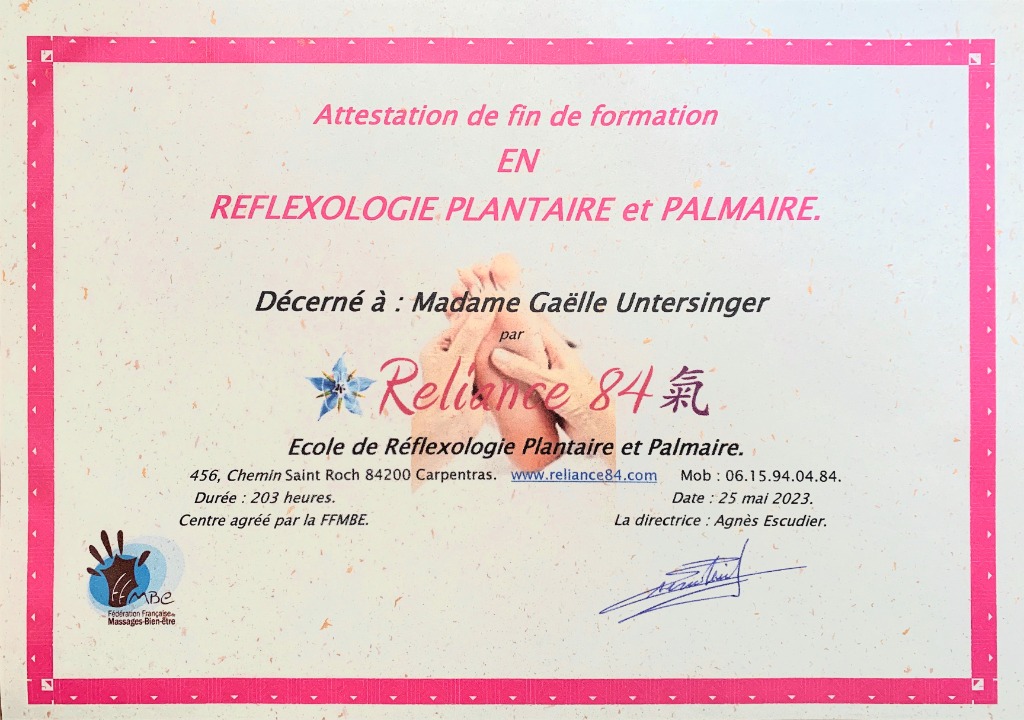 Attestation de fin de formation
EN
REFLEXOLOGIE PLANTAIRE et PALMAIRE.
Décerné à : Madame Gaëlle Untersinger
par
Reliance 84 氣
Ecole de Réflexologie Plantaire et Palmaire.
456, Chemin Saint Roch 84200 Carpentras. www.reliance84.com Mob : 06.15.94.04.84.
Durée : 203 heures. Date : 25 mai 2023.
Centre agréé par la FFMBE. La directrice : Agnès Escudier.
FFMBE
Fédération Française de
Massages-Bien-être